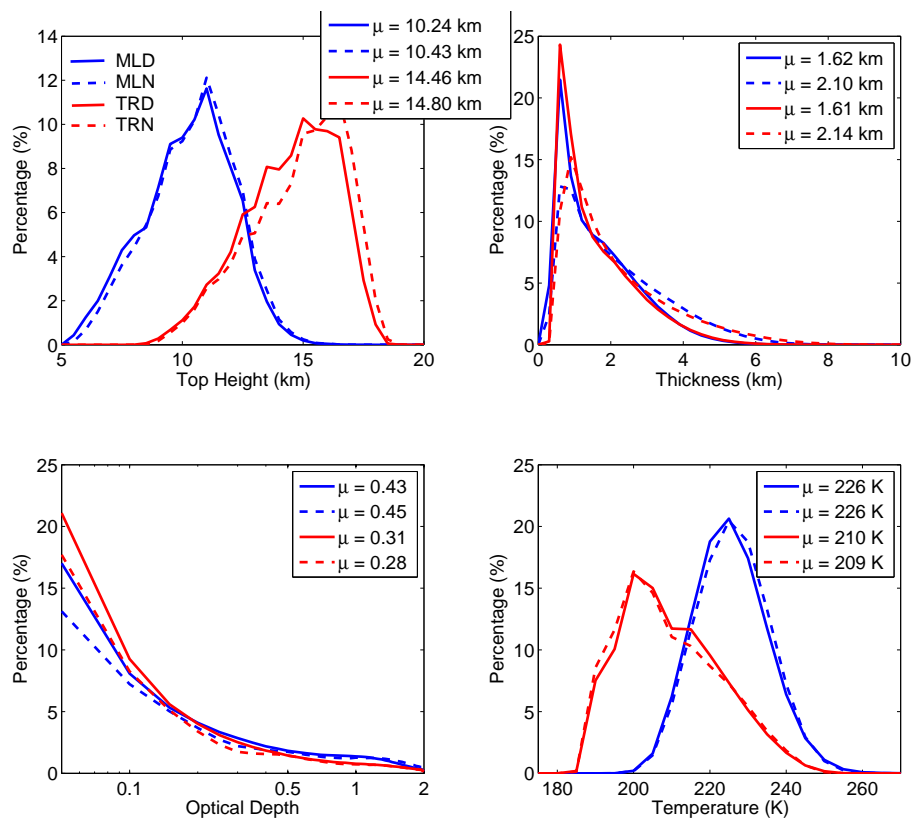 μ = 10.24 km
μ = 10.43 km
μ = 14.46 km
μ = 14.80 km
MLD
MLN
TRD
TRN
14
12
10
8
6
4
2
0
Percentage (%)
5
10
15
20
Top Height (km)
μ = 1.62 km
μ = 2.10 km
μ = 1.61 km
μ = 2.14 km
25
20
15
10
5
0
Percentage (%)
0
2
4
6
8
10
Thickness (km)
μ = 0.43
μ = 0.45
μ = 0.31
μ = 0.28
25
20
15
10
5
0
Percentage (%)
0.1
0.5
1
2
Optical Depth
μ = 226 K
μ = 226 K
μ = 210 K
μ = 209 K
25
20
15
10
5
0
Percentage (%)
180
200
220
240
260
Temperature (K)